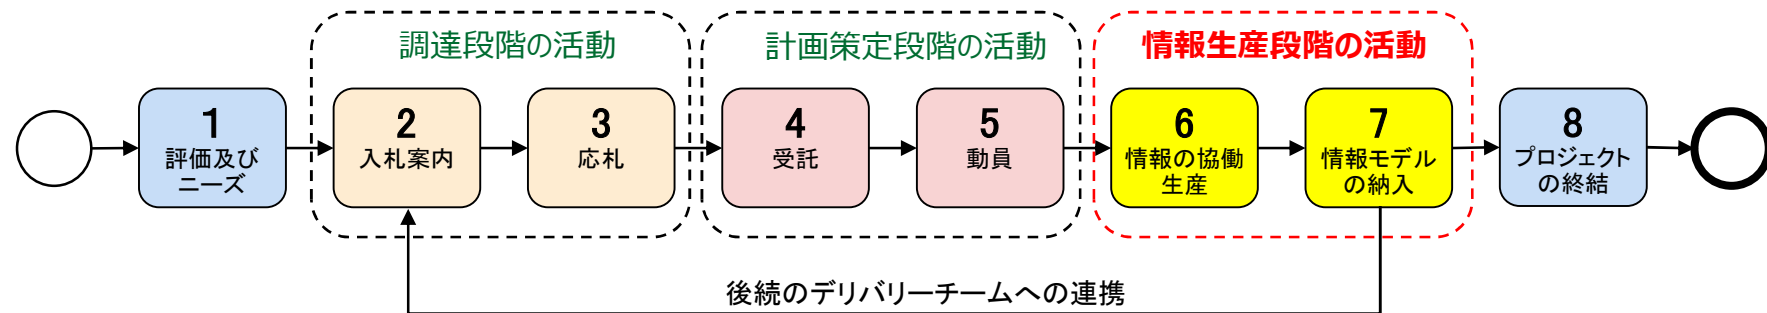 調達段階の活動
計画策定段階の活動
情報生産段階の活動
1
評価及び
ニーズ
2
入札案内
3
応札
4
受託
5
動員
6
情報の協働
生産
7
情報モデル
の納入
8
プロジェクト
の終結
後続のデリバリーチームへの連携